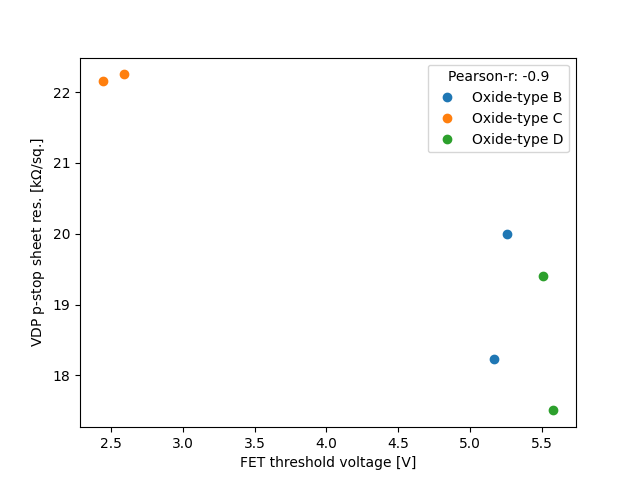 Pearson-r: -0.9
Oxide-type B
Oxide-type C
Oxide-type D
VDP p-stop sheet res. [kΩ/sq.]
22
21
20
19
18
2.5 3.0 3.5 4.0 4.5 5.0 5.5
FET threshold voltage [V]